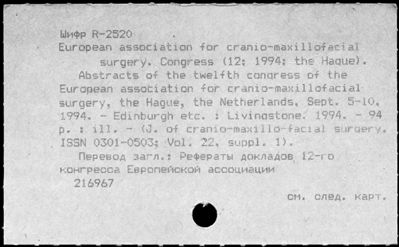 Шифр R-2520
European association for cranio-maxillofacial
surgery. Congress (12; 1994; the Hague).
Abstracts of the twelfth congress of the
European association for cranio-maxillofacial
surgery, the Hague, the Netherlands, Sept. 5-10,
1994. - Edinburgh etc. : Livingstone, 1994. - 94
p. : ill. - (J. of cranio-maxillo-facial surgery,
ISSN 0301-0503; Vol. 22, suppl. 1).
Перевод загл.: Рефераты докладов 12-го
конгресса Европейской ассоциации
216967
см. след. карт.